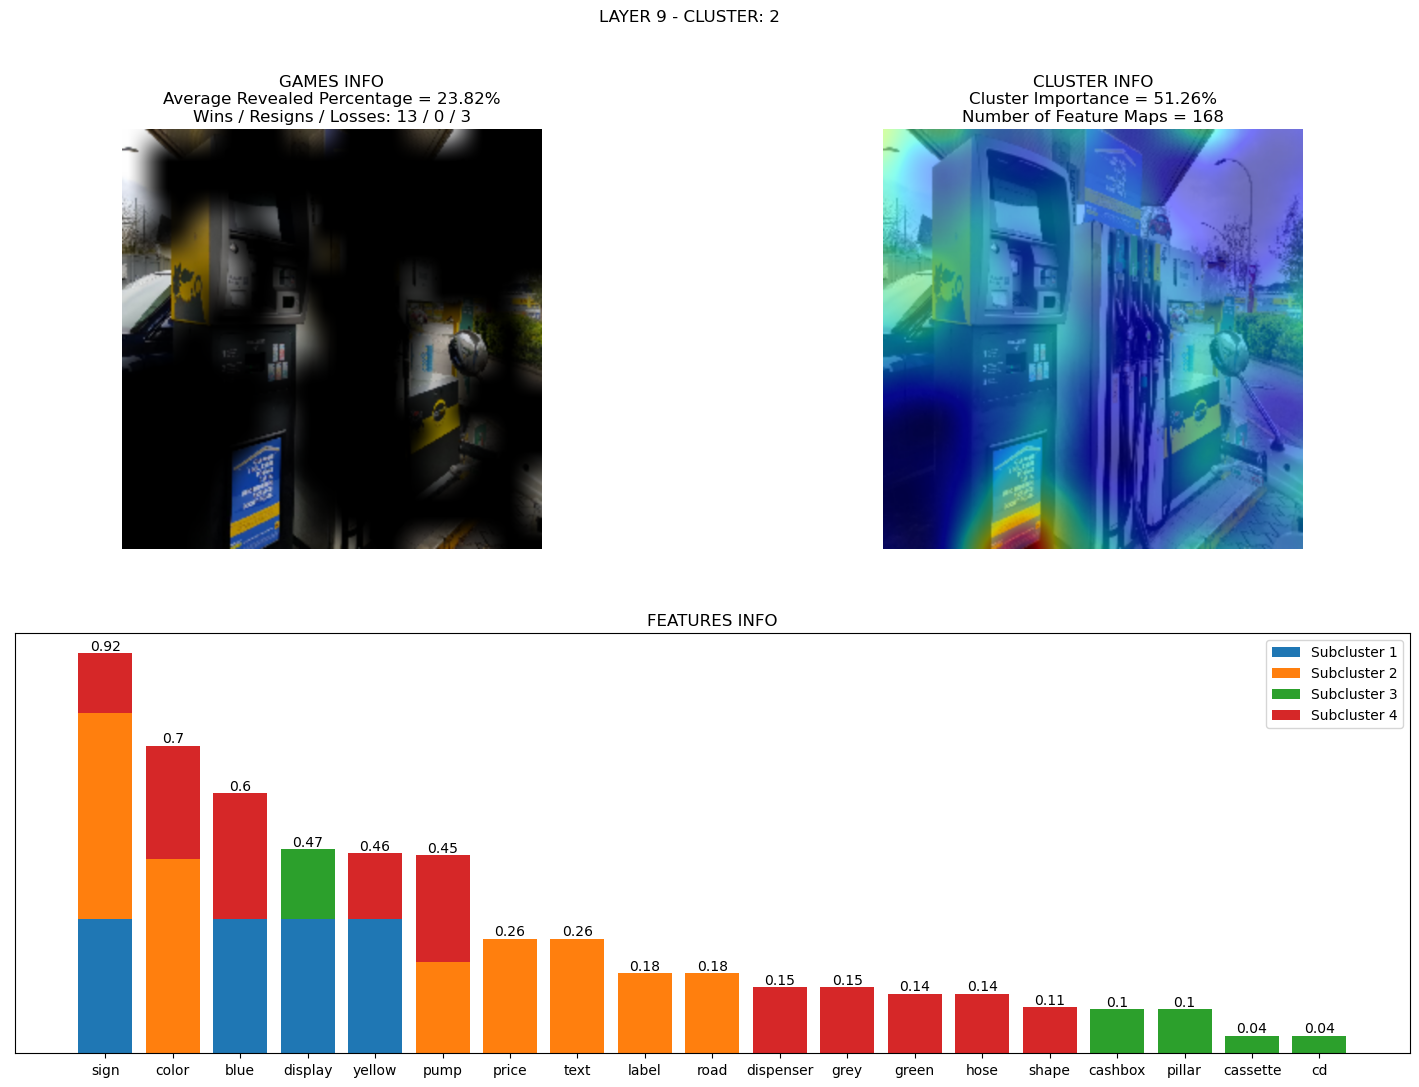 LAYER 9 - CLUSTER: 2
GAMES INFO
Average Revealed Percentage = 23.82%
Wins / Resigns / Losses: 13 / 0 / 3
CLUSTER INFO
Cluster Importance = 51.26%
Number of Feature Maps = 168
FEATURES INFO
Subcluster 1
Subcluster 2
Subcluster 3
Subcluster 4
0.92
0.7
0.6
0.47
0.46
0.45
0.26
0.26
0.18
0.18
0.15
0.15
0.14
0.14
0.11
0.1
0.1
0.04
0.04
sign color blue display yellow pump price text label road dispenser grey green hose shape cashbox pillar cassette cd